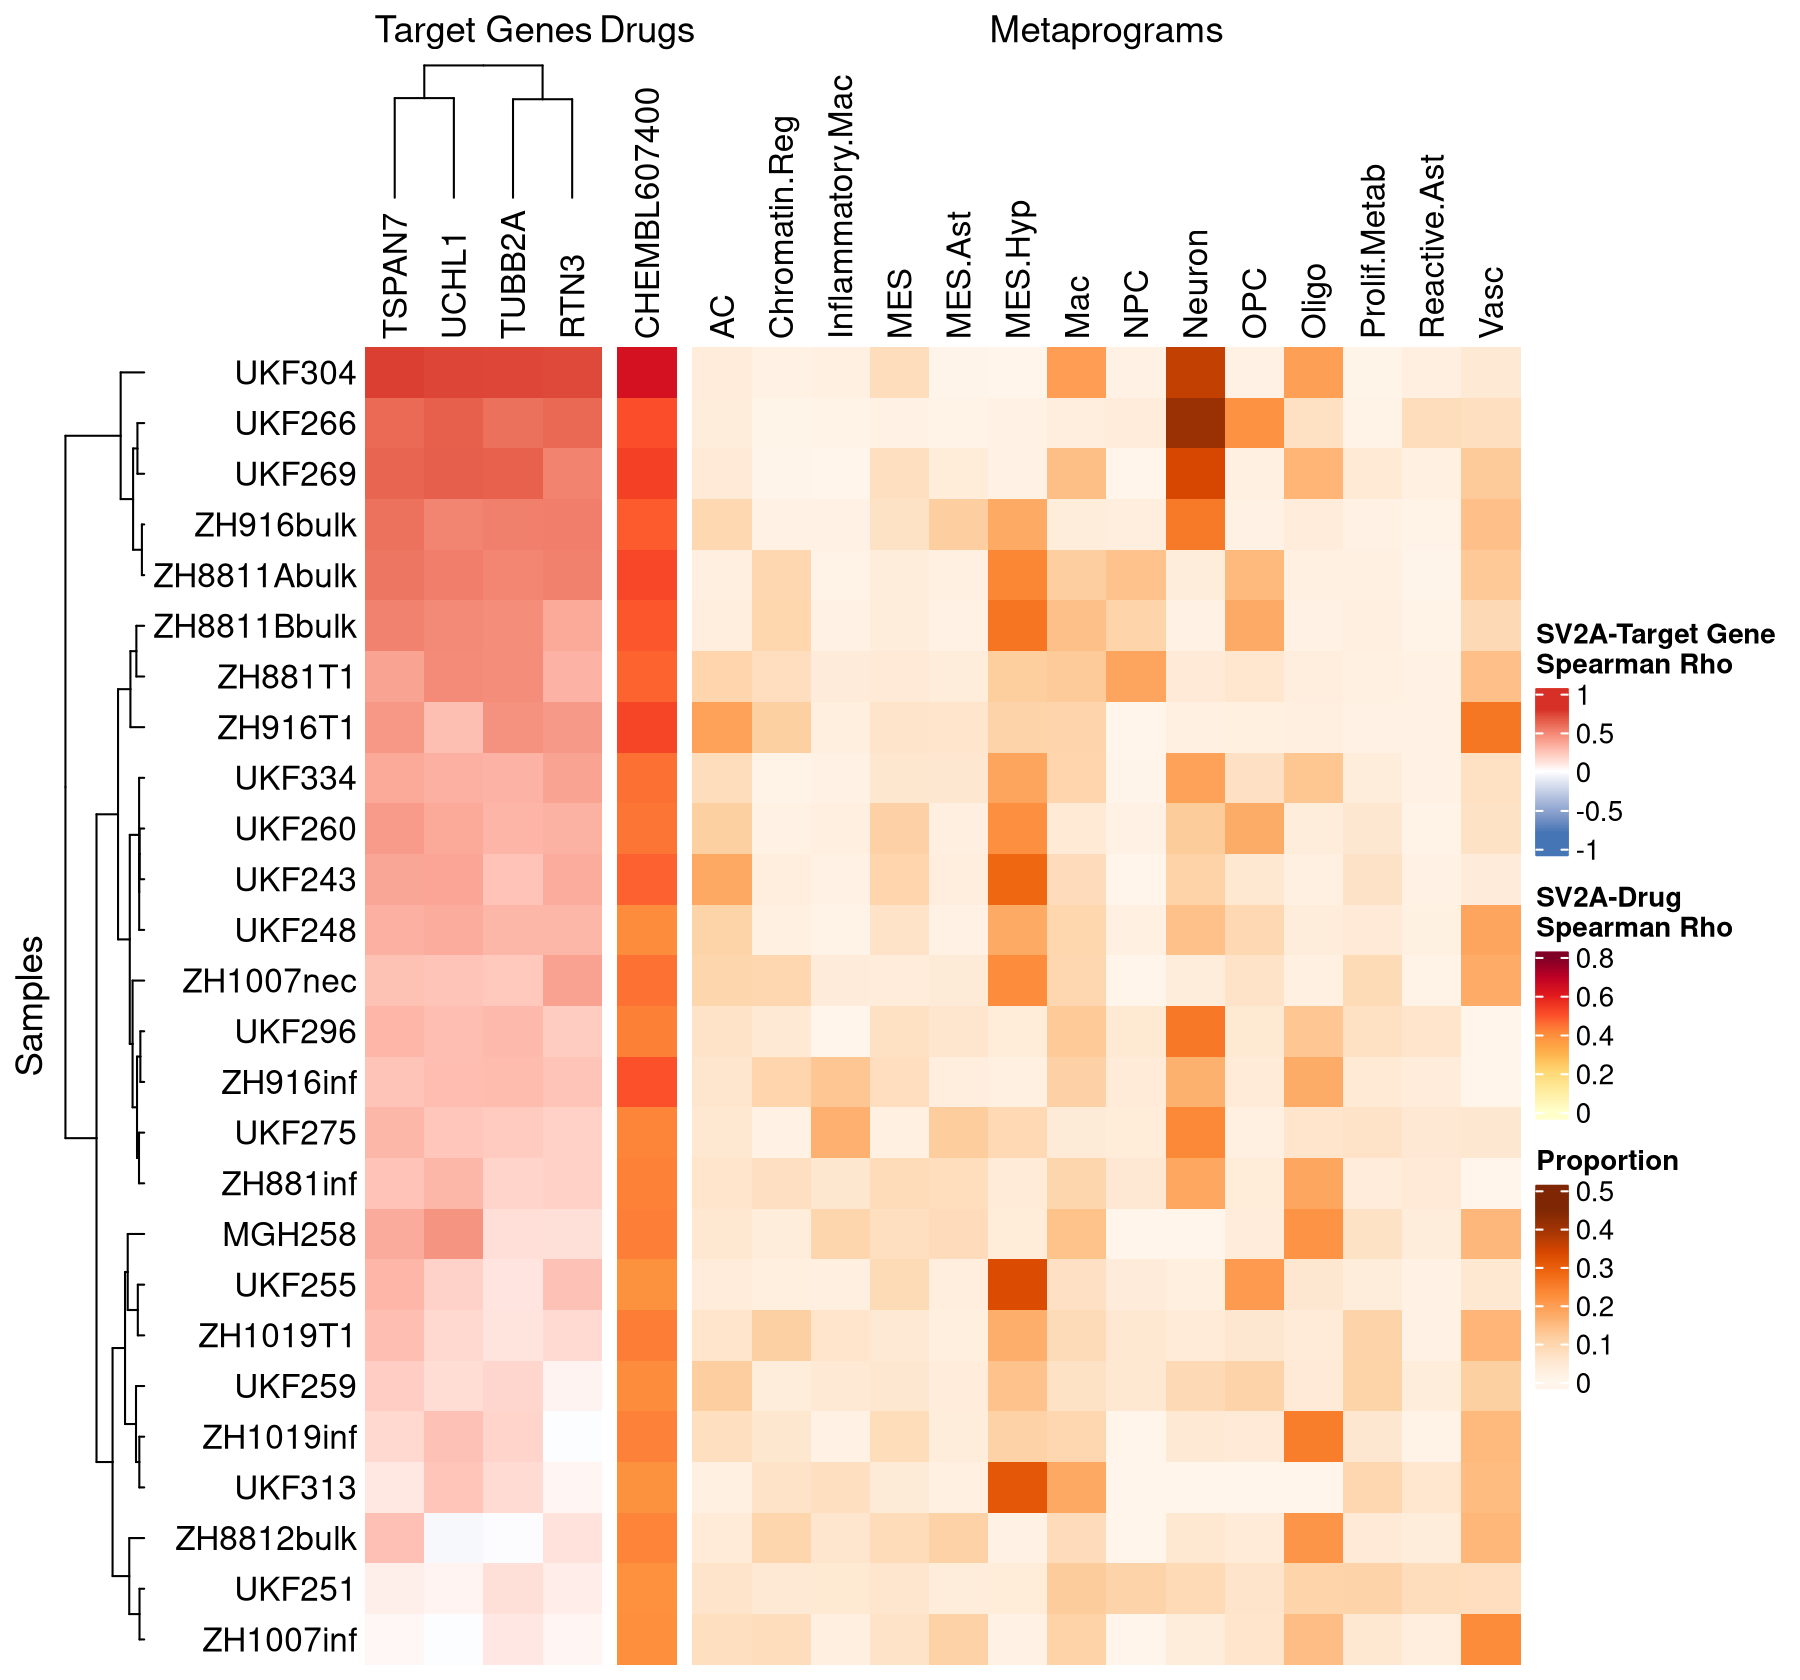 Target Genes Drugs Metaprograms
TSPAN7
UCHL1
TUBB2A
RTN3
CHEMBL607400
AC
Chromatin.Reg
Inflammatory.Mac
MES
MES.Ast
MES.Hyp
Mac
NPC
Neuron
OPC
Oligo
Prolif.Metab
Reactive.Ast
Vasc
Samples
UKF304
UKF266
UKF269
ZH916bulk
ZH8811Abulk
ZH8811Bbulk
ZH881T1
ZH916T1
UKF334
UKF260
UKF243
UKF248
ZH1007nec
UKF296
ZH916inf
UKF275
ZH881inf
MGH258
UKF255
ZH1019T1
UKF259
ZH1019inf
UKF313
ZH8812bulk
UKF251
ZH1007inf
SV2A-Target Gene
Spearman Rho
1
0.5
0
-0.5
-1
SV2A-Drug
Spearman Rho
0.8
0.6
0.4
0.2
0
Proportion
0.5
0.4
0.3
0.2
0.1
0